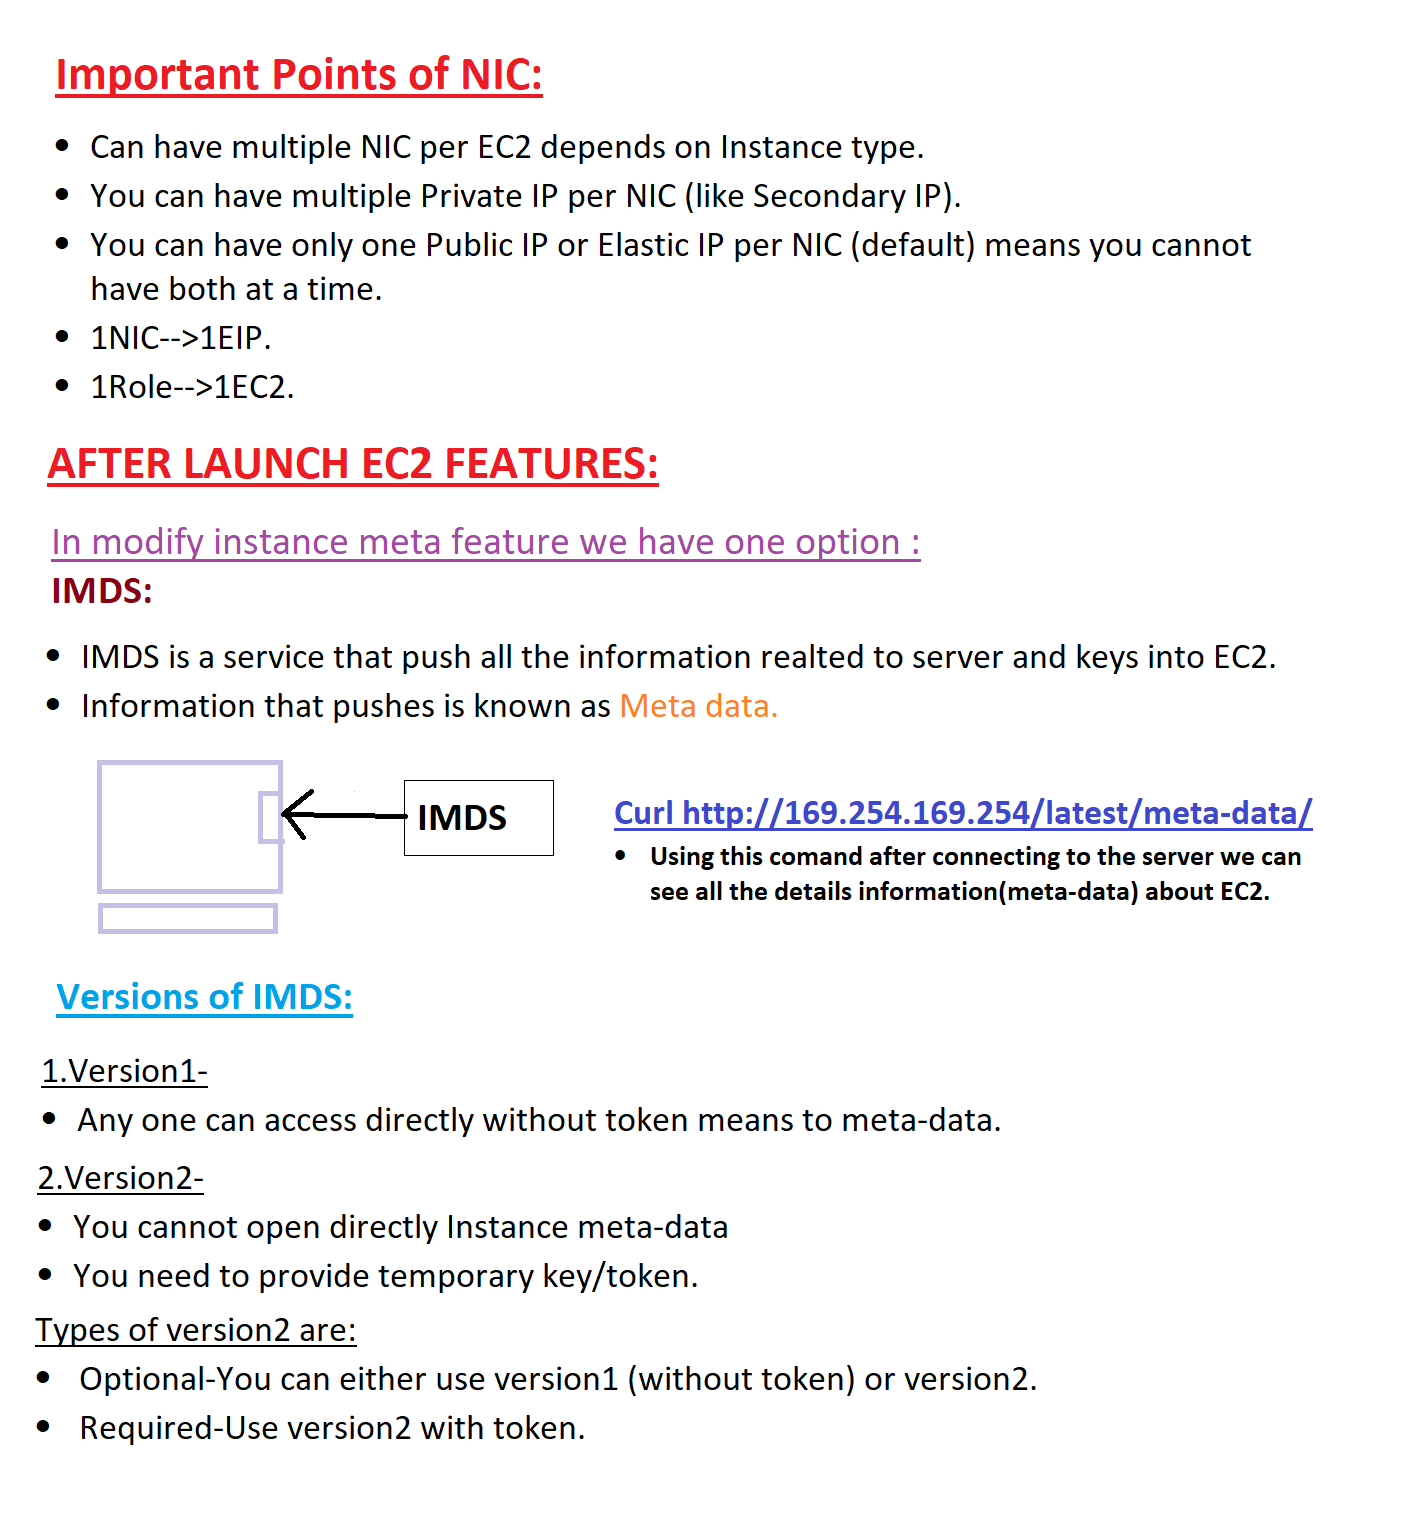 Important Points of NIC:
• Can have multiple NIC per EC2 depends on Instance type.
• You can have multiple Private IP per NIC (like Secondary IP).
• You can have only one Public IP or Elastic IP per NIC (default) means you cannot
have both at a time.
• 1NIC-->1EIP.
• 1Role-->1EC2.
AFTER LAUNCH EC2 FEATURES:
In modify instance meta feature we have one option :
IMDS:
• IMDS is a service that push all the information realted to server and keys into EC2.
• Information that pushes is known as Meta data.
IMDS
Curl http://169.254.169.254/latest/meta-data/
• Using this comand after connecting to the server we can
see all the details information(meta-data) about EC2.
Versions of IMDS:
1.Version1-
• Any one can access directly without token means to meta-data.
2.Version2-
• You cannot open directly Instance meta-data
• You need to provide temporary key/token.
Types of version2 are:
• Optional-You can either use version1 (without token) or version2.
• Required-Use version2 with token.